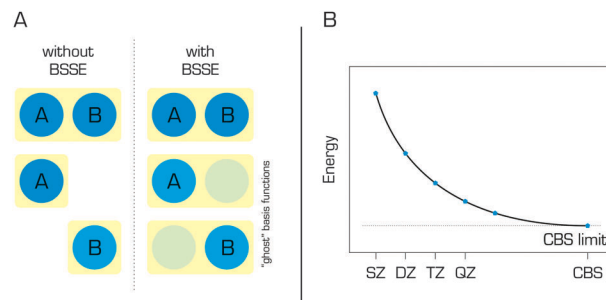 A
without
BSSE
with
BSSE
A B
A B
A
A
B
B
"ghost" basis functions
B
Energy
CBS limit
SZ DZ TZ QZ CBS